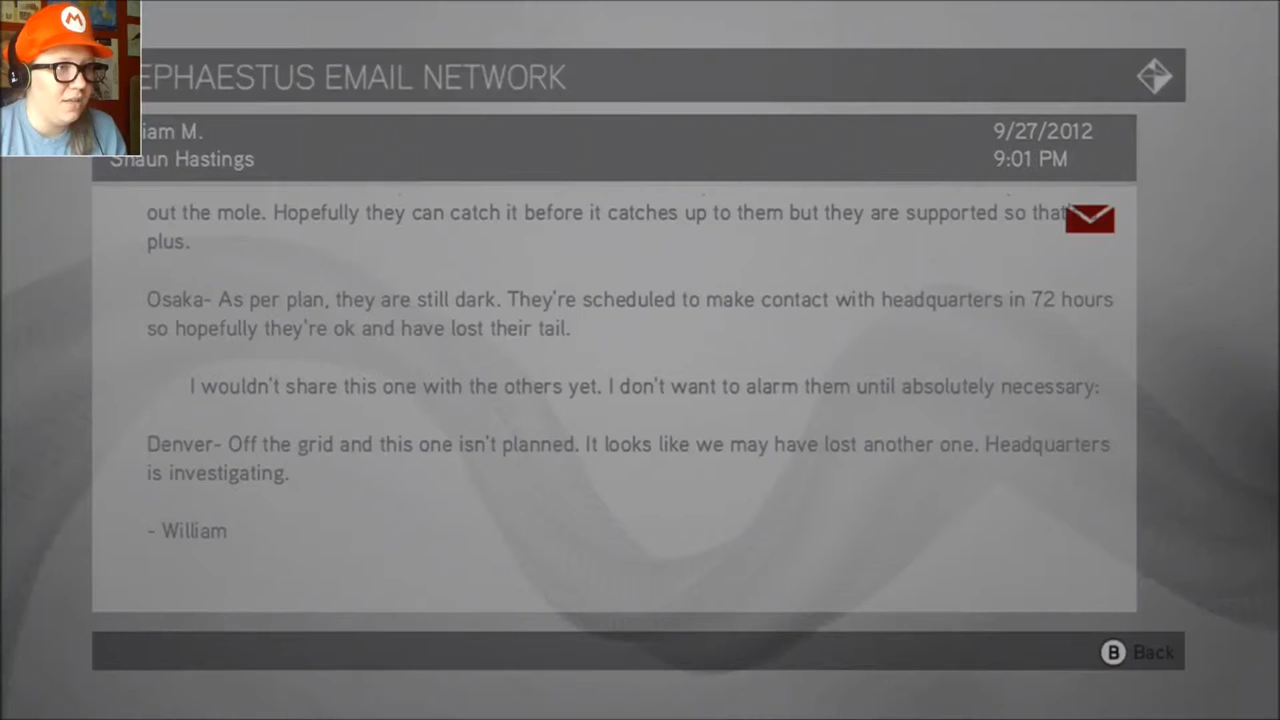 M
EPHAESTUS EMAIL NETWORK
iam M.
9/27/2012
Shaun Hastings
9:01 PM
out the mole. Hopefully they can catch it before it catches up to them but they are supported so that
plus.
Osaka- As per plan, they are still dark. They're scheduled to make contact with headquarters in 72 hours
so hopefully they're ok and have lost their tail.
I wouldn't share this one with the others yet. I don't want to alarm them until absolutely necessary:
Denver- Off the grid and this one isn't planned. It looks like we may have lost another one. Headquarters
is investigating.
- William
B Back